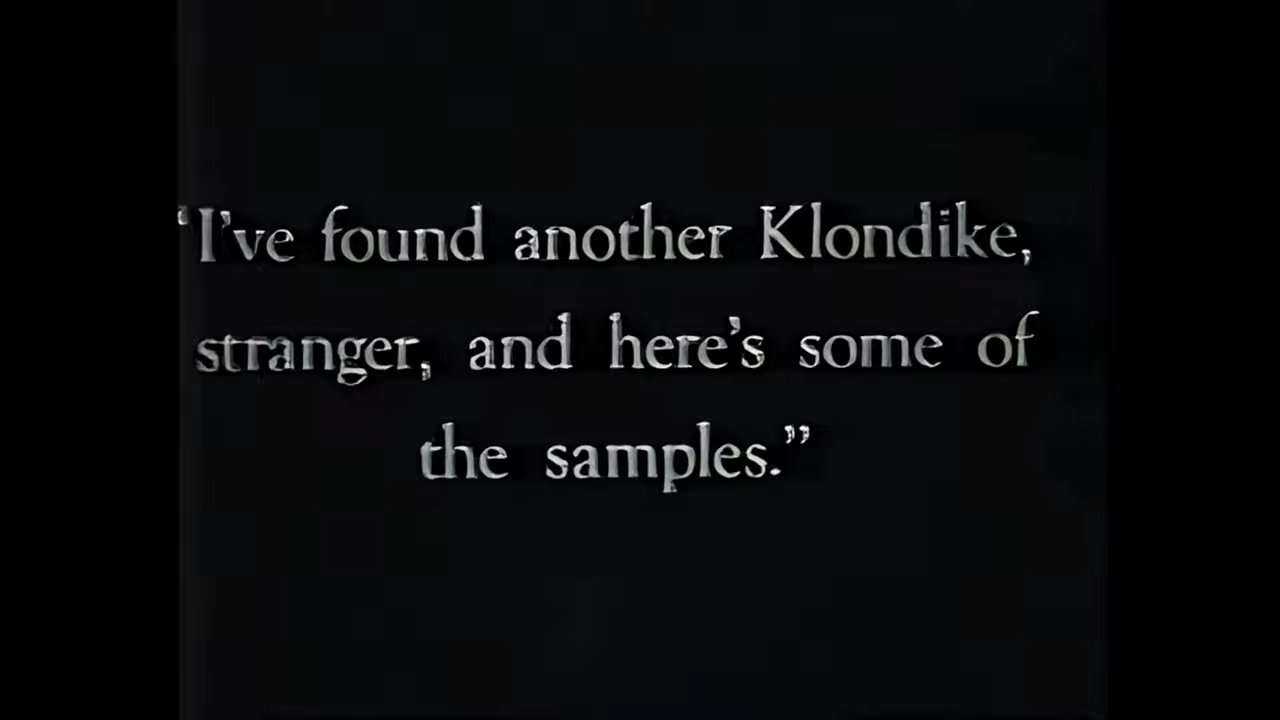 “I've found another Klondike,
stranger, and here's some of
the samples.”